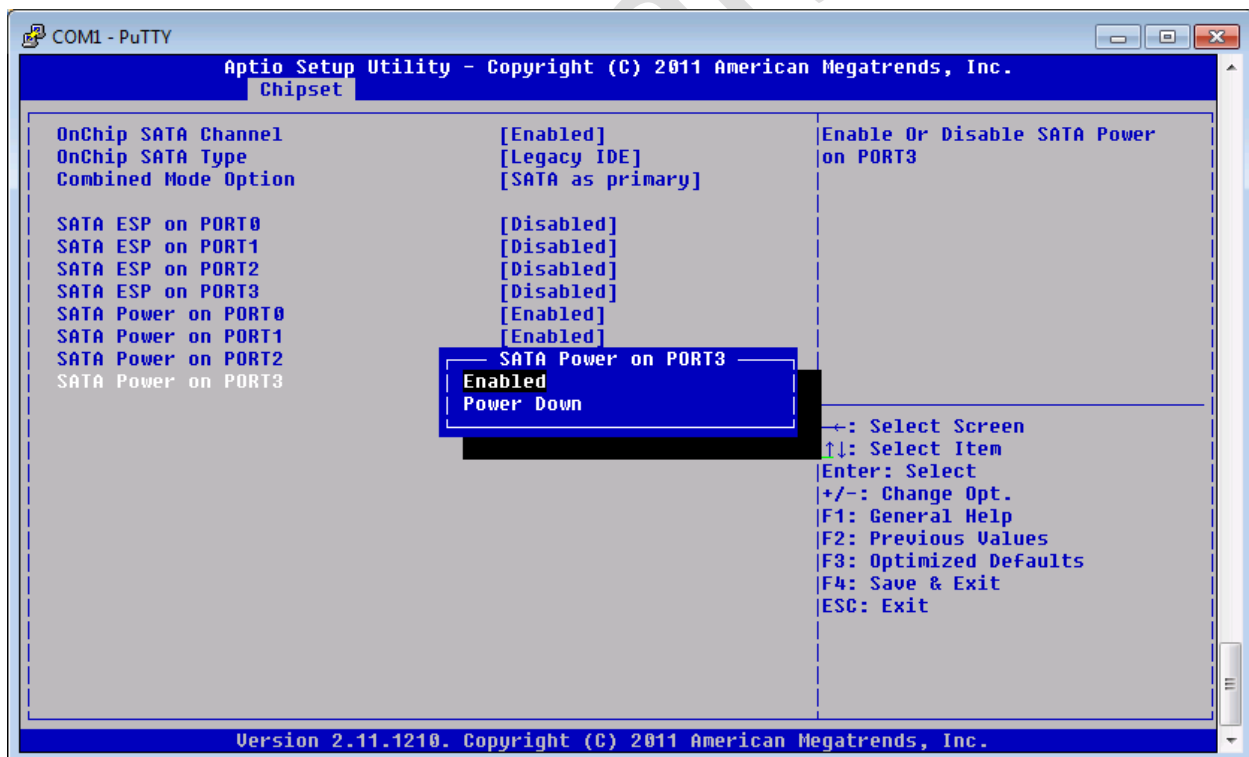 COM1 - PuTTY
Aptio Setup Utility - Copyright (C) 2011 American Megatrends, Inc.
Chipset
OnChip SATA Channel [Enabled] Enable Or Disable SATA Power
OnChip SATA Type [Legacy IDE] on PORT3
Combined Mode Option [SATA as primary]
SATA ESP on PORT0 [Disabled]
SATA ESP on PORT1 [Disabled]
SATA ESP on PORT2 [Disabled]
SATA ESP on PORT3 [Disabled]
SATA Power on PORT0 [Enabled]
SATA Power on PORT1 [Enabled]
SATA Power on PORT2
SATA Power on PORT3
SATA Power on PORT3
Enabled
Power Down
←: Select Screen
↑↓: Select Item
Enter: Select
+/-: Change Opt.
F1: General Help
F2: Previous Values
F3: Optimized Defaults
F4: Save & Exit
ESC: Exit
Version 2.11.1210. Copyright (C) 2011 American Megatrends, Inc.